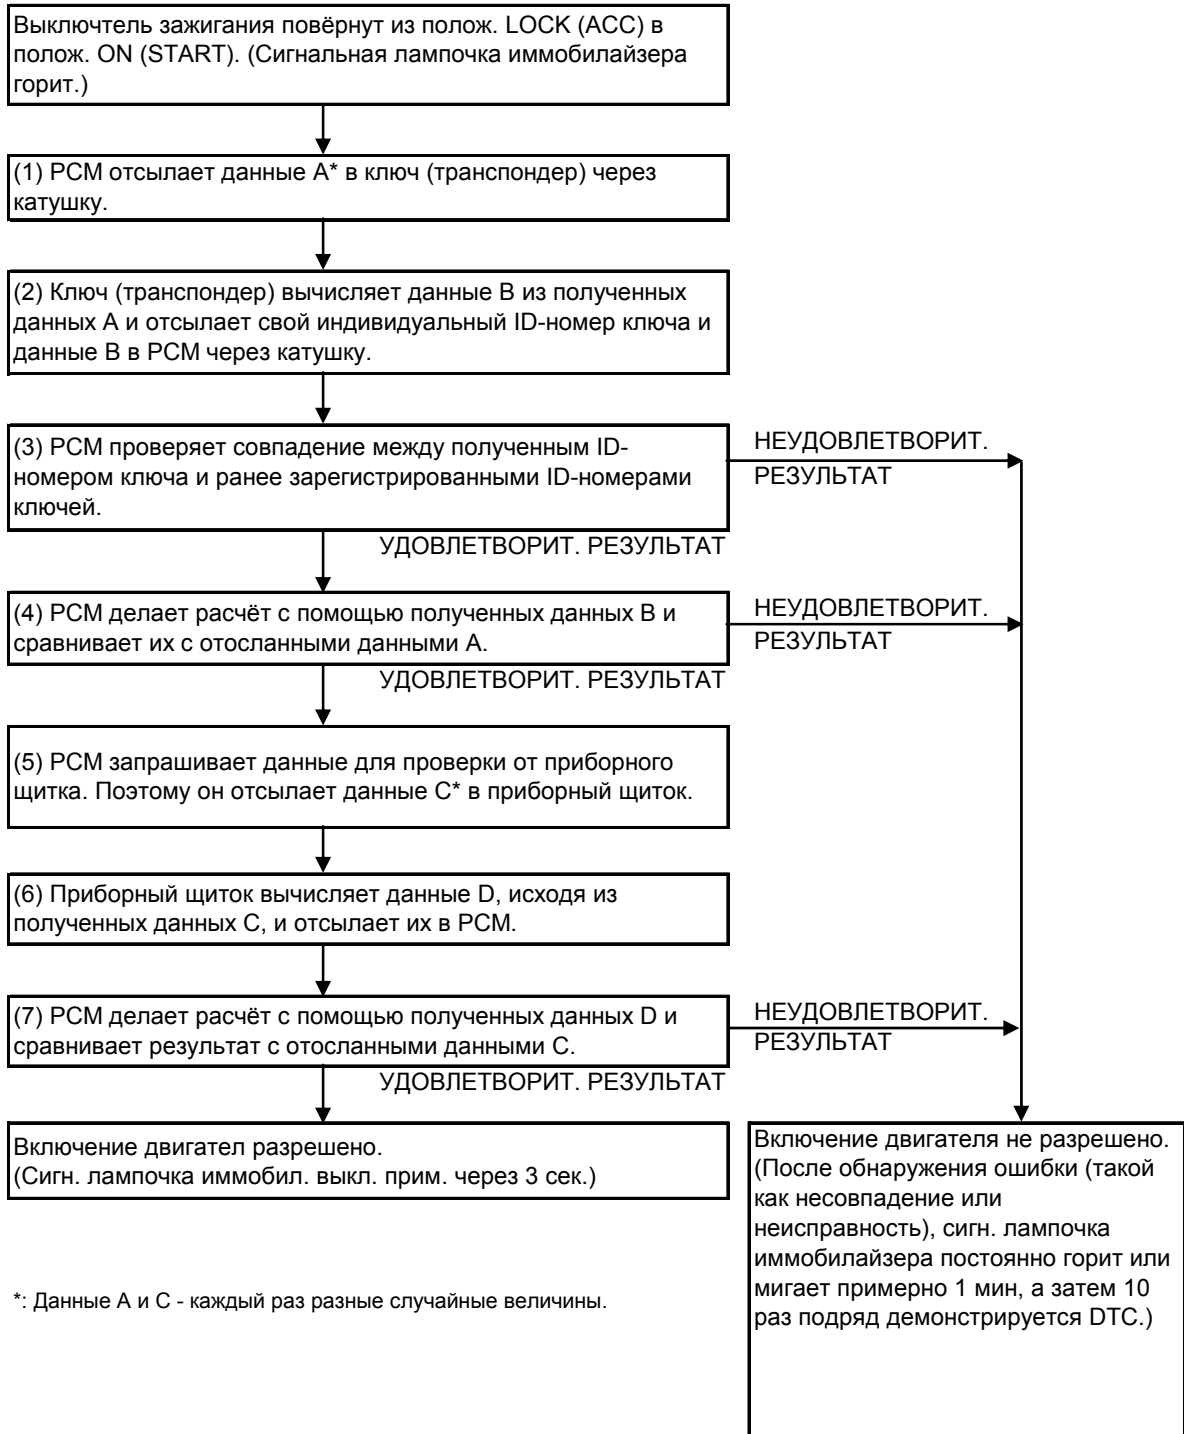 Выключтель зажигания повёрнут из полож. LOCK (ACC) в
полож. ON (START). (Сигнальная лампочка иммобилайзера
горит.)
(1) PCM отсылает данные A* в ключ (транспондер) через
катушку.
(2) Ключ (транспондер) вычисляет данные B из полученных
данных A и отсылает свой индивидуальный ID-номер ключа и
данные B в PCM через катушку.
(3) PCM проверяет совпадение между полученным ID-
номером ключа и ранее зарегистрированными ID-номерами
ключей.
НЕУДОВЛЕТВОРИТ.
РЕЗУЛЬТАТ
УДОВЛЕТВОРИТ. РЕЗУЛЬТАТ
(4) PCM делает расчёт с помощью полученных данных B и
сравнивает их с отосланными данными A.
НЕУДОВЛЕТВОРИТ.
РЕЗУЛЬТАТ
УДОВЛЕТВОРИТ. РЕЗУЛЬТАТ
(5) PCM запрашивает данные для проверки от приборного
щитка. Поэтому он отсылает данные C* в приборный щиток.
(6) Приборный щиток вычисляет данные D, исходя из
полученных данных C, и отсылает их в PCM.
(7) PCM делает расчёт с помощью полученных данных D и
сравнивает результат с отосланными данными C.
НЕУДОВЛЕТВОРИТ.
РЕЗУЛЬТАТ
УДОВЛЕТВОРИТ. РЕЗУЛЬТАТ
Включение двигател разрешено.
(Сигн. лампочка иммобил. выкл. прим. через 3 сек.)
Включение двигателя не разрешено.
(После обнаружения ошибки (такой
как несовпадение или
неисправность), сигн. лампочка
иммобилайзера постоянно горит или
мигает примерно 1 мин, а затем 10
раз подряд демонстрируется DTC.)
*: Данные A и C - каждый раз разные случайные величины.